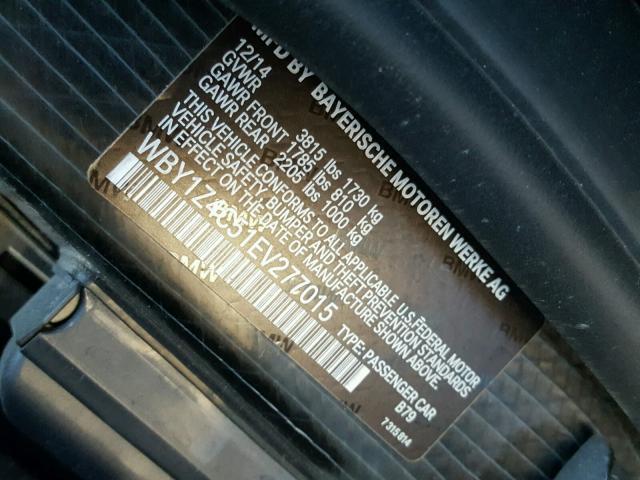 MFD BY BAYERISCHE MOTOREN WERKE AG
12/14
GVWR 3815 lbs 1730 kg
GAWR FRONT 1785 lbs 810 kg
GAWR REAR 2205 lbs 1000 kg
THIS VEHICLE CONFORMS TO ALL APPLICABLE U.S. FEDERAL MOTOR
VEHICLE SAFETY BUMPER AND THEFT PREVENTION STANDARDS
IN EFFECT ON THE DATE OF MANUFACTURE SHOWN ABOVE.
WBY1Z4C51EV277015 TYPE: PASSENGER CAR
B79
7315814